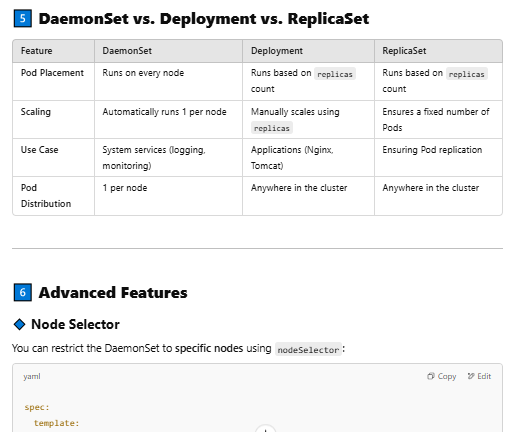 5 DaemonSet vs. Deployment vs. ReplicaSet
Feature DaemonSet Deployment ReplicaSet
Pod Placement Runs on every node Runs based on replicas count Runs based on replicas count
Scaling Automatically runs 1 per node Manually scales using replicas Ensures a fixed number of Pods
Use Case System services (logging, monitoring) Applications (Nginx, Tomcat) Ensuring Pod replication
Pod Distribution 1 per node Anywhere in the cluster Anywhere in the cluster
6 Advanced Features
Node Selector
You can restrict the DaemonSet to specific nodes using nodeSelector:
yaml Copy Edit
spec:
template: